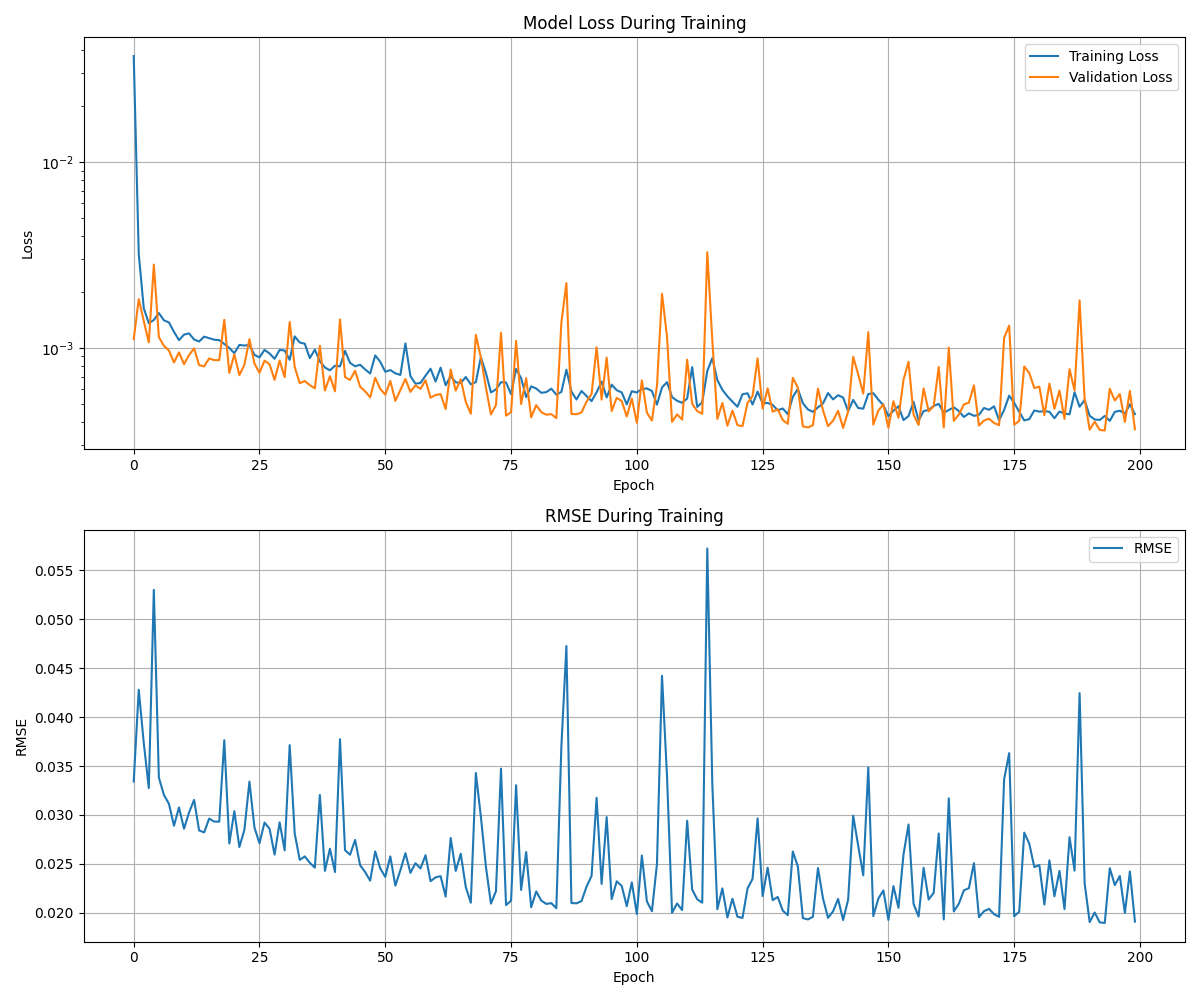 Model Loss During Training
Training Loss
Validation Loss
10⁻²
10⁻³
Loss
0 25 50 75 100 125 150 175 200
Epoch
RMSE During Training
RMSE
0.055
0.050
0.045
0.040
0.035
0.030
0.025
0.020
RMSE
0 25 50 75 100 125 150 175 200
Epoch